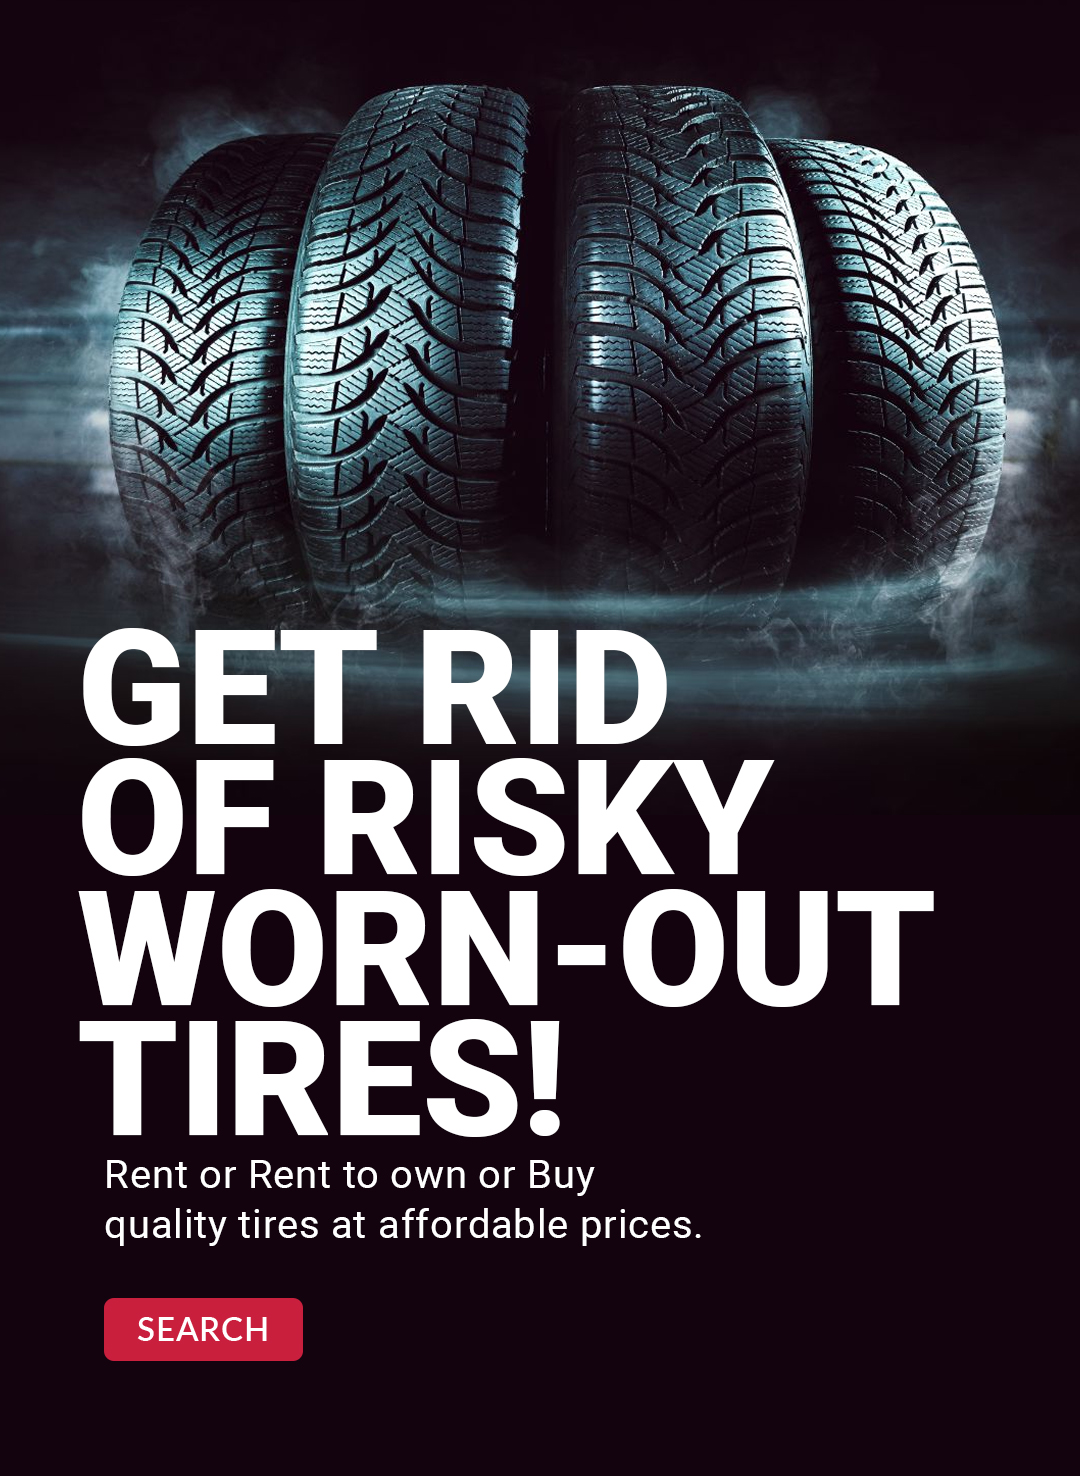 GET RID
OF RISKY
WORN-OUT
TIRES!
Rent or Rent to own or Buy
quality tires at affordable prices.
SEARCH